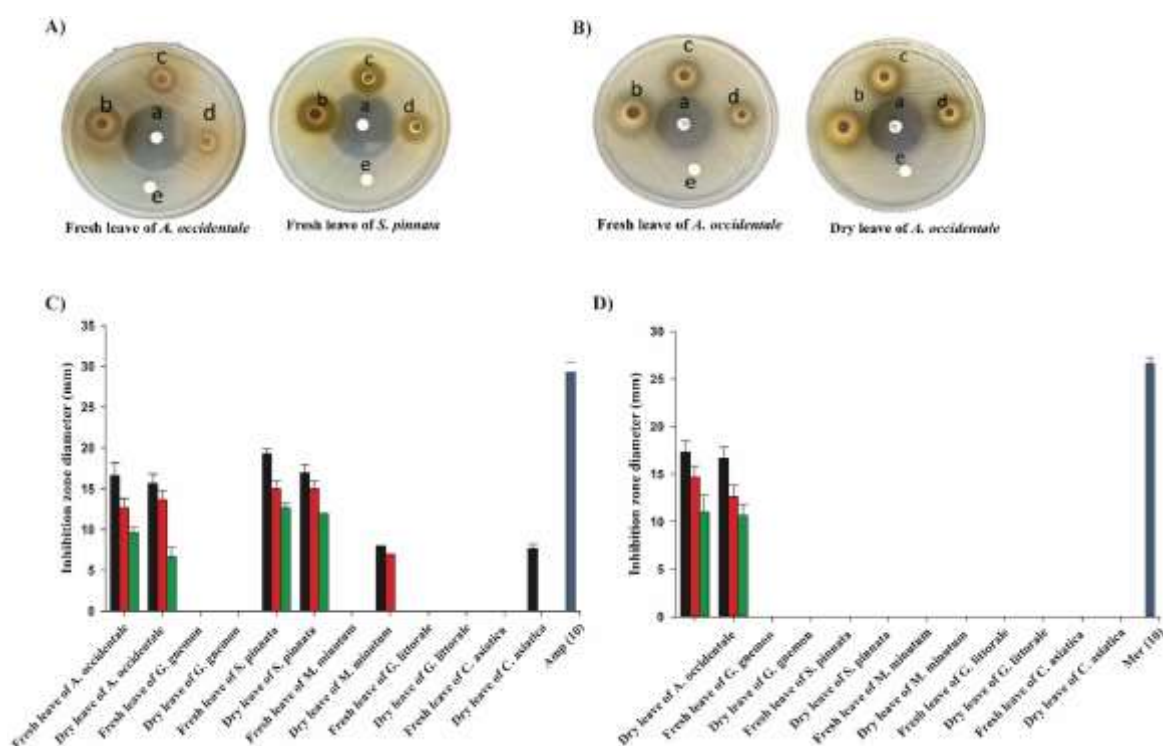 A)
B)
c
b
a
d
e
c
b
a
d
e
c
b
a
d
e
c
b
a
d
e
Fresh leave of A. occidentale
Fresh leave of S. pinnata
Fresh leave of A. occidentale
Dry leave of A. occidentale
C)
Inhibition zone diameter (mm)
35
30
25
20
15
10
5
0
Fresh leave of A. occidentale
Dry leave of A. occidentale
Fresh leave of G. gnemon
Dry leave of G. gnemon
Fresh leave of S. pinnata
Dry leave of S. pinnata
Fresh leave of M. minutum
Dry leave of M. minutum
Fresh leave of G. littorale
Dry leave of G. littorale
Fresh leave of C. asiatica
Dry leave of C. asiatica
Amp (10)
D)
Inhibition zone diameter (mm)
30
25
20
15
10
5
0
Dry leave of A. occidentale
Fresh leave of G. gnemon
Dry leave of G. gnemon
Fresh leave of S. pinnata
Dry leave of S. pinnata
Fresh leave of M. minutum
Dry leave of M. minutum
Fresh leave of G. littorale
Dry leave of G. littorale
Fresh leave of C. asiatica
Dry leave of C. asiatica
Mer (10)